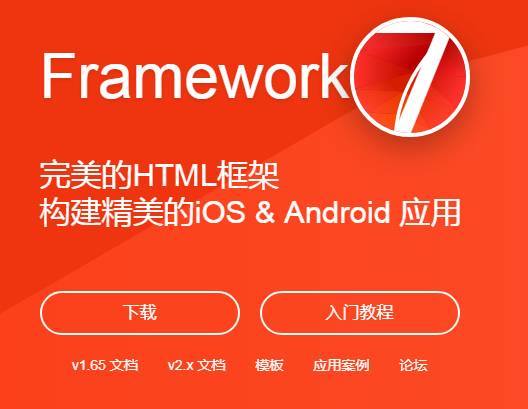 Framework7
完美的HTML框架
构建精美的iOS & Android 应用
下载 入门教程
v1.65 文档 v2.x 文档 模板 应用案例 论坛